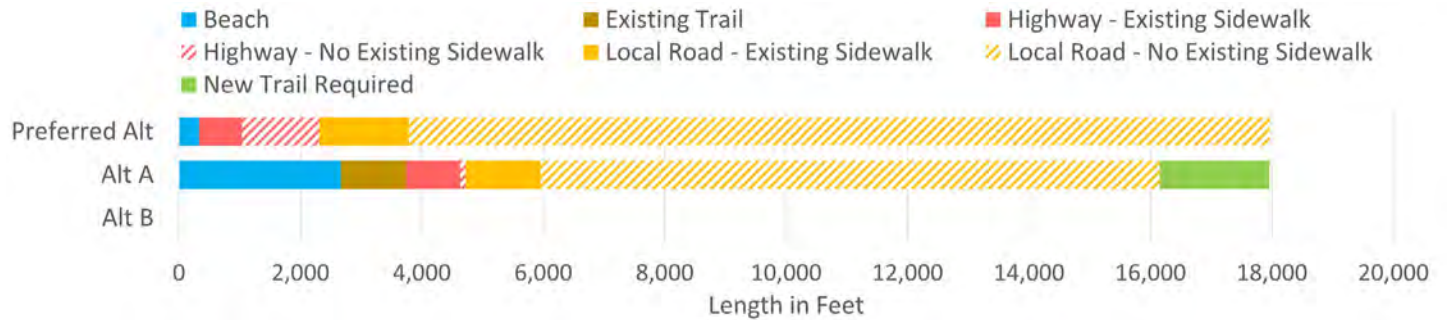 Beach Existing Trail Highway - Existing Sidewalk
Highway - No Existing Sidewalk Local Road - Existing Sidewalk Local Road - No Existing Sidewalk
New Trail Required
Preferred Alt
Alt A
Alt B
0 2,000 4,000 6,000 8,000 10,000 12,000 14,000 16,000 18,000 20,000
Length in Feet